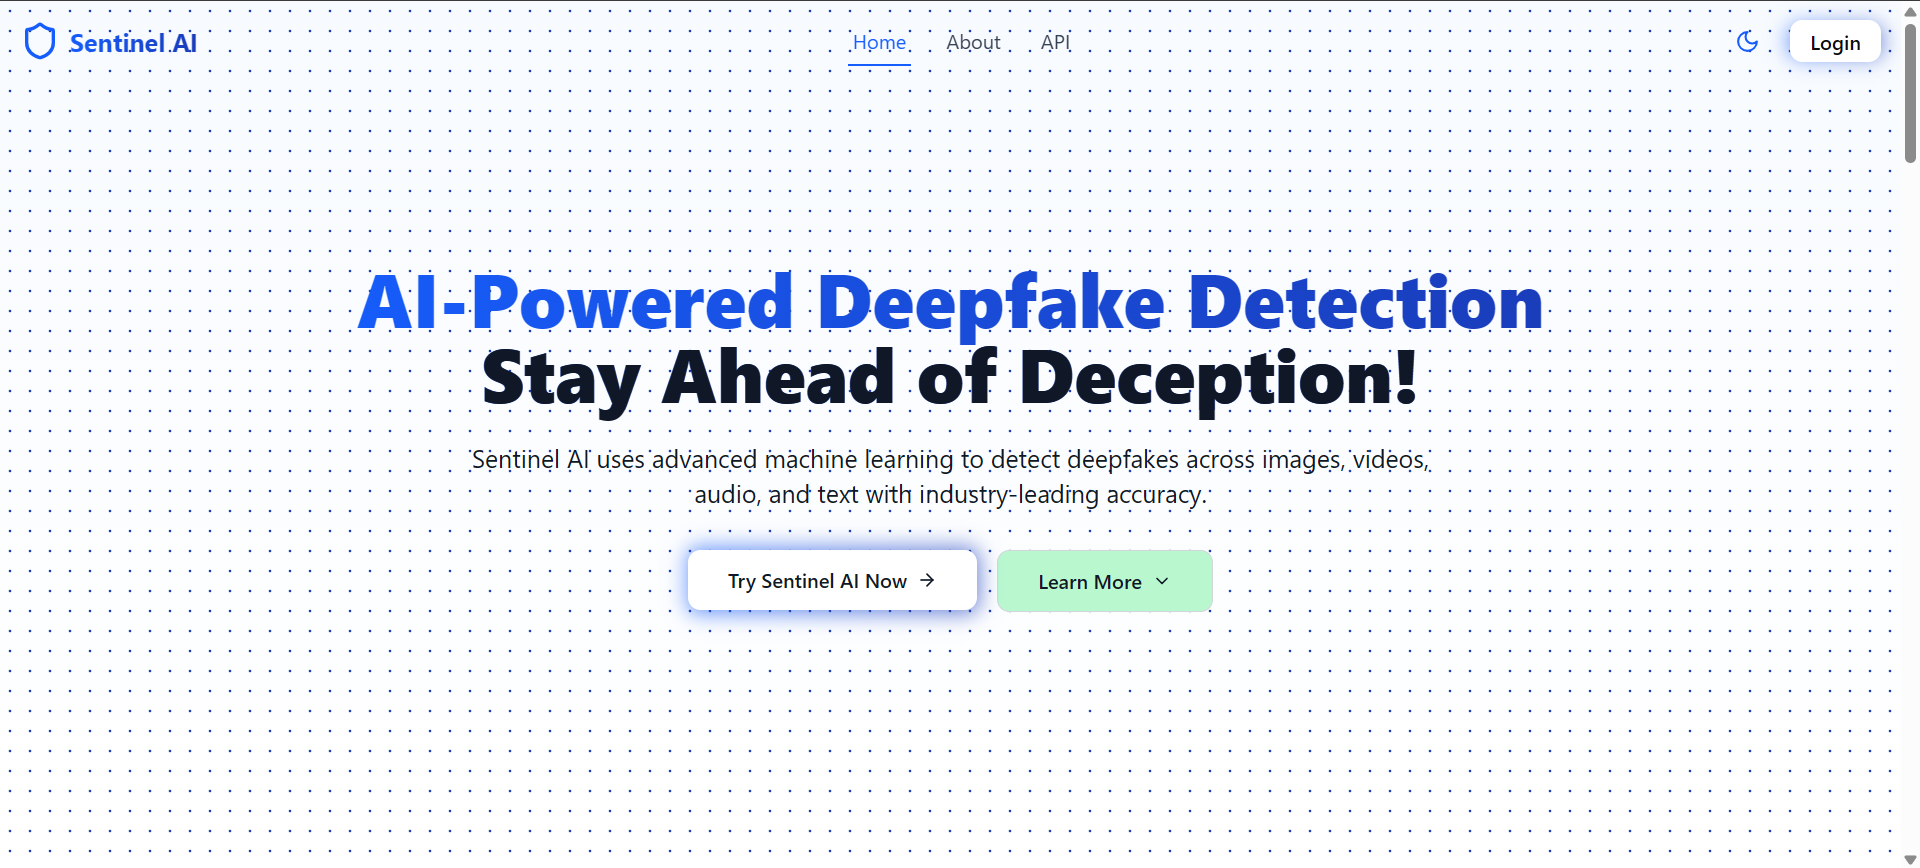 Sentinel AI
Home
About
API
Login
AI-Powered Deepfake Detection
Stay Ahead of Deception!
Sentinel AI uses advanced machine learning to detect deepfakes across images, videos,
audio, and text with industry-leading accuracy.
Try Sentinel AI Now
Learn More